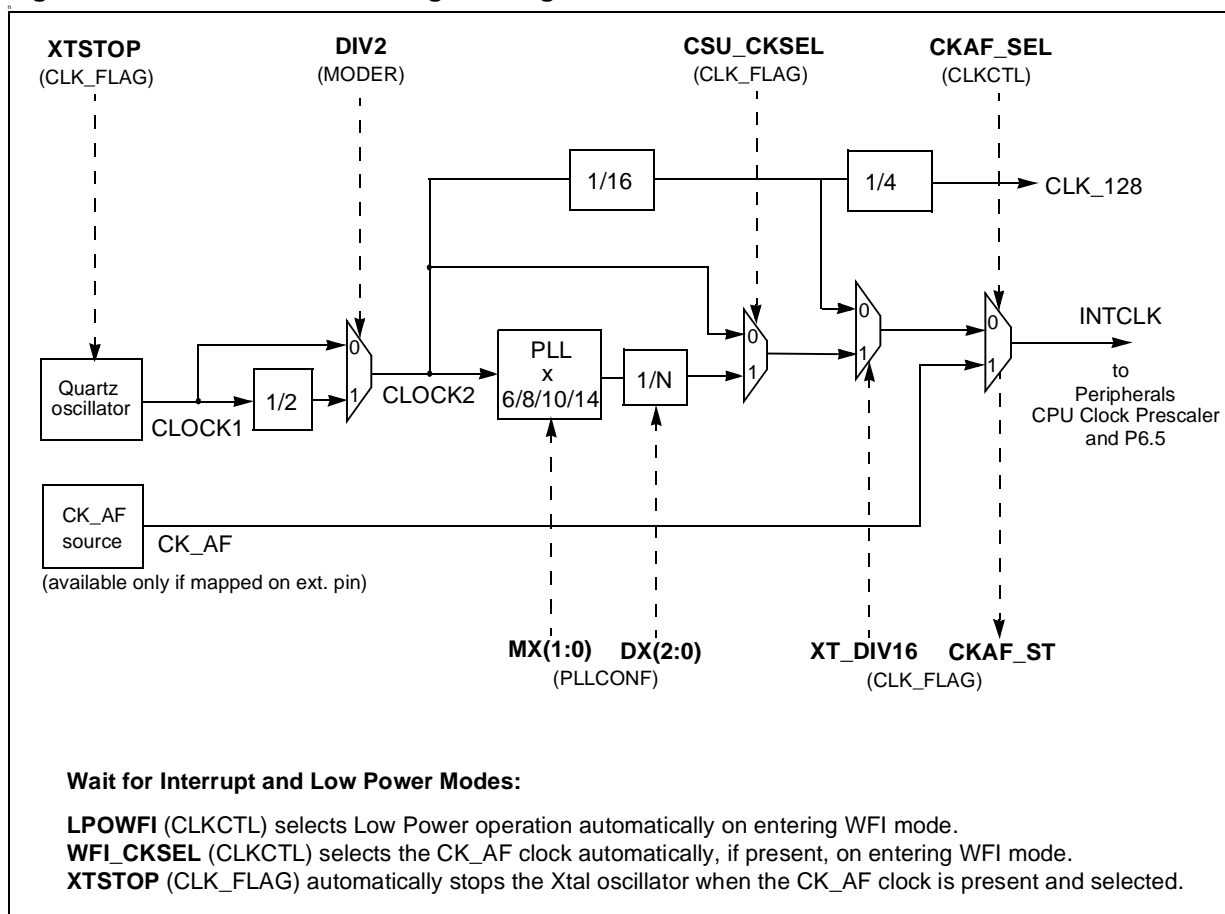 XTSTOP
(CLK_FLAG)
DIV2
(MODER)
CSU_CKSEL
(CLK_FLAG)
CKAF_SEL
(CLKCTL)
1/16
1/4
CLK_128
Quartz
oscillator
CLOCK1
1/2
0
1
CLOCK2
PLL
x
6/8/10/14
1/N
0
1
0
1
0
1
INTCLK
to
Peripherals
CPU Clock Prescaler
and P6.5
CK_AF
source
CK_AF
(available only if mapped on ext. pin)
MX(1:0)
DX(2:0)
(PLLCONF)
XT_DIV16
CKAF_ST
(CLK_FLAG)
Wait for Interrupt and Low Power Modes:
LPOWFI (CLKCTL) selects Low Power operation automatically on entering WFI mode.
WFI_CKSEL (CLKCTL) selects the CK_AF clock automatically, if present, on entering WFI mode.
XTSTOP (CLK_FLAG) automatically stops the Xtal oscillator when the CK_AF clock is present and selected.